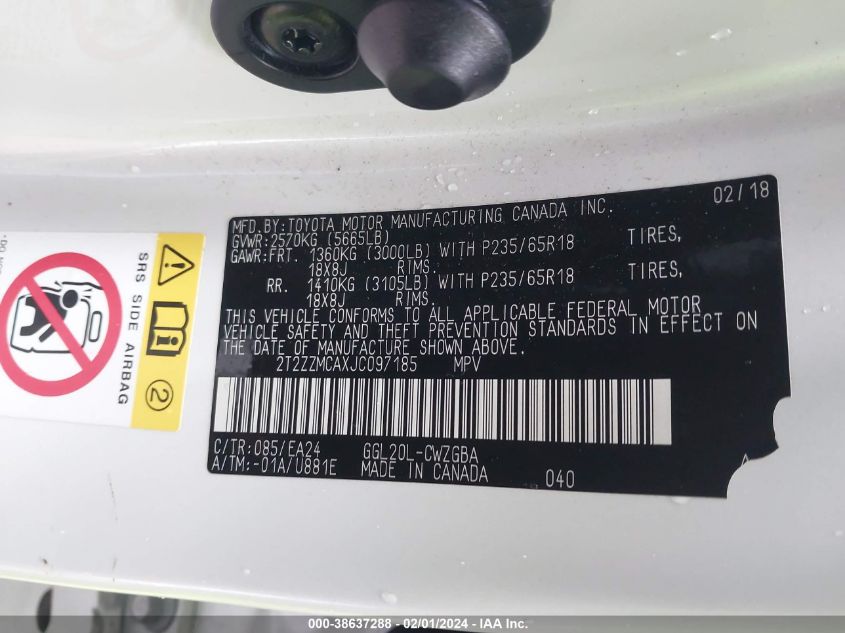 02/18
MFD.BY:TOYOTA MOTOR MANUFACTURING CANADA INC.
GVWR:2570KG (5665LB)
GAWR:FRT. 1360KG (3000LB) WITH P235/65R18 TIRES,
18X8J RIMS.
RR. 1410KG (3105LB) WITH P235/65R18 TIRES,
18X8J RIMS.
THIS VEHICLE CONFORMS TO ALL APPLICABLE FEDERAL MOTOR
VEHICLE SAFETY AND THEFT PREVENTION STANDARDS IN EFFECT ON
THE DATE OF MANUFACTURE SHOWN ABOVE.
2T2ZZMCAXJC097185 MPV
C/TR:085/EA24 GGL20L-CWZGBA
A/TM:-01A/U881E MADE IN CANADA 040
SRS SIDE AIRBAG
2
000-38637288 - 02/01/2024 - IAA Inc.